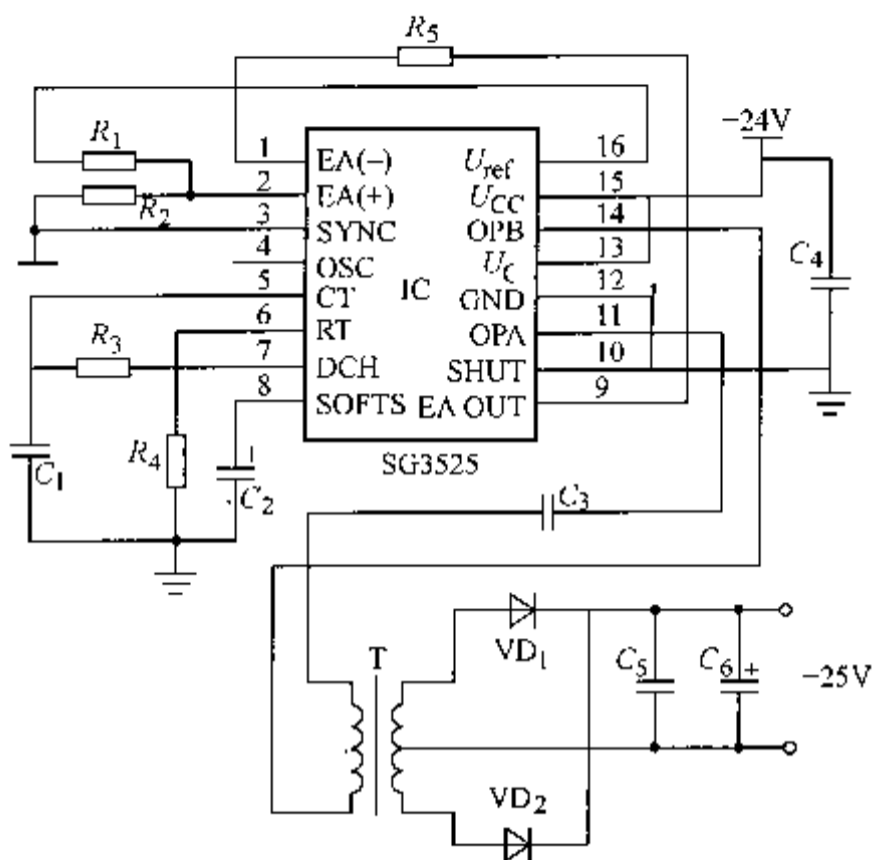 R5
R1
-24V
1 EA(-) Uref 16
2 EA(+) UCC 15
R2 3 SYNC OPB 14
4 OSC UC 13
C4
5 CT IC GND 12
6 RT OPA 11
R3 7 DCH SHUT 10
8 SOFTS EA OUT 9
C1 R4 C2
SG3525
C3
T VD1 C5 C6 + -25V
VD2